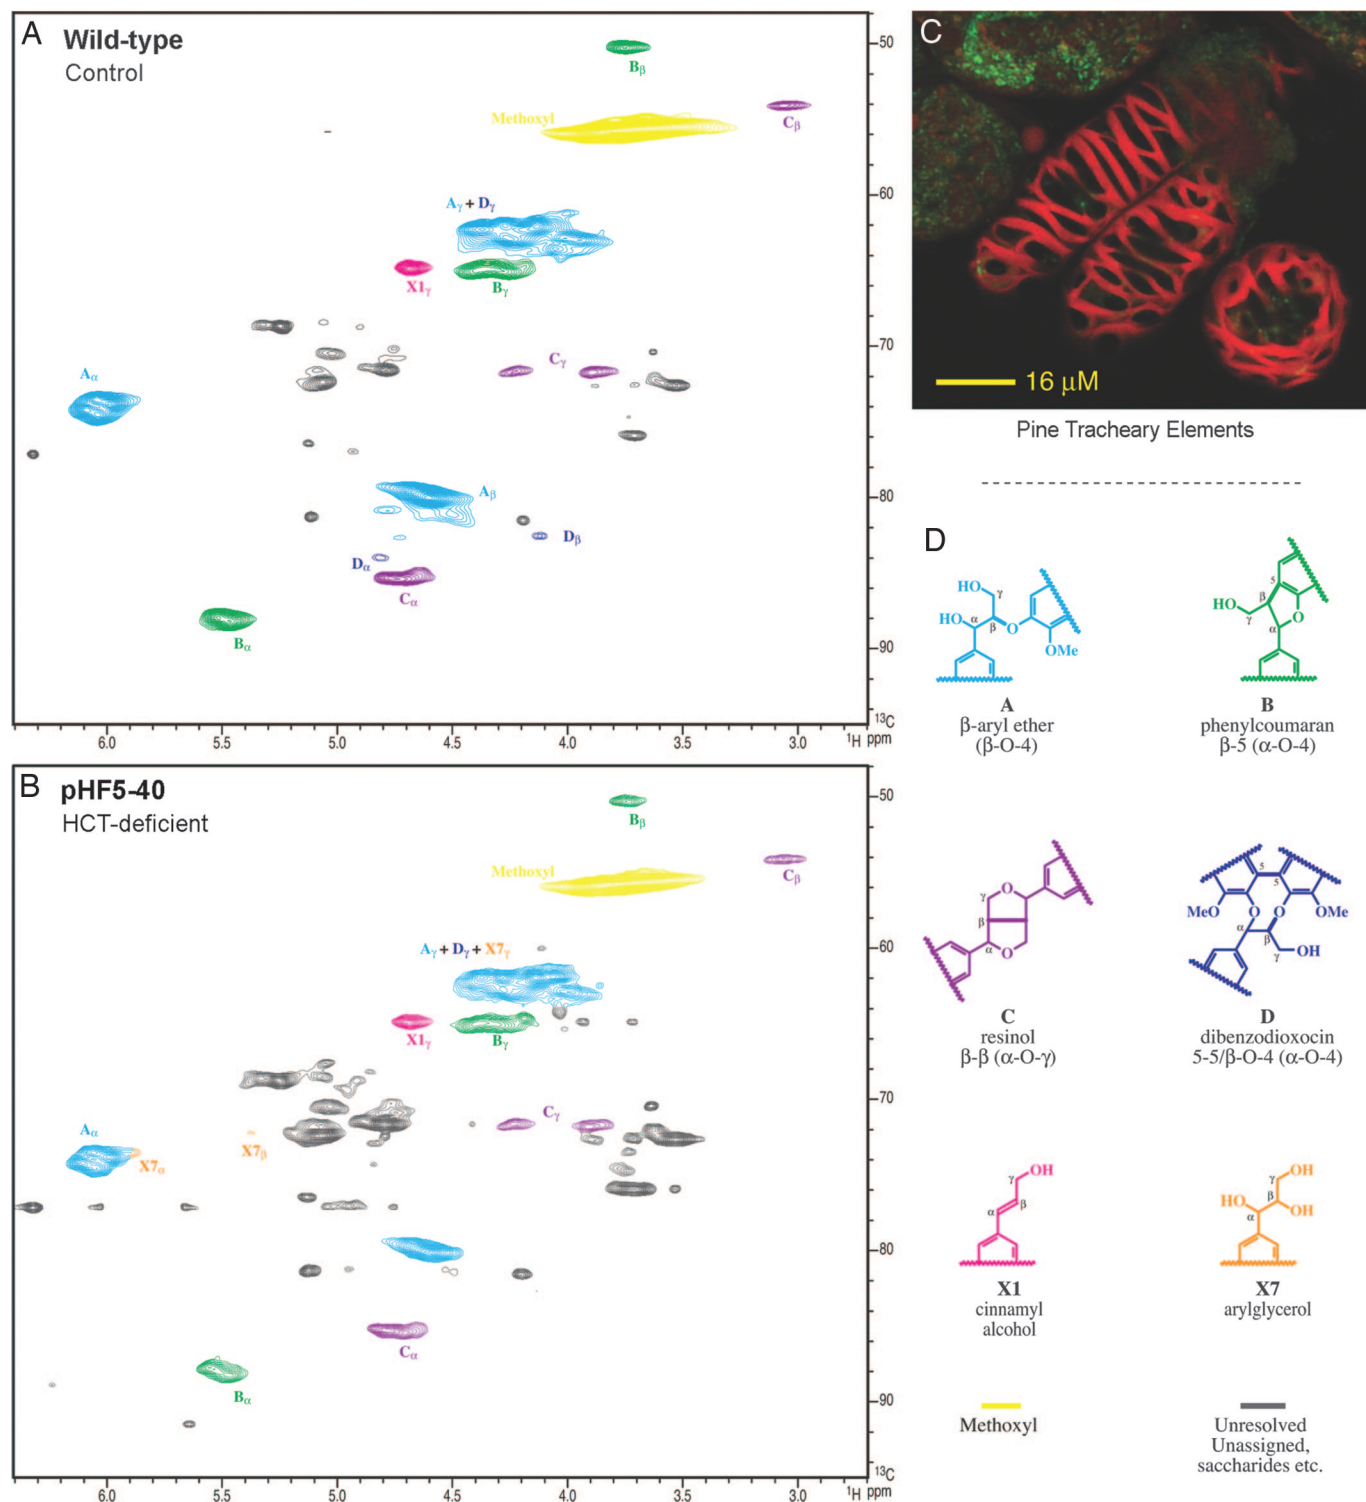 A Wild-type
Control
Bβ
Methoxyl
Cβ
Aγ + Dγ
X1γ
Bγ
Cγ
Aα
Aβ
Dβ
Dα
Cα
Bα
50
60
70
80
90
13C
6.0 5.5 5.0 4.5 4.0 3.5 3.0
1H ppm
B pHF5-40
HCT-deficient
Bβ
Methoxyl
Cβ
Aγ + Dγ + X7γ
X1γ
Bγ
Cγ
Aα
X7α
X7β
Cα
Bα
50
60
70
80
90
13C
6.0 5.5 5.0 4.5 4.0 3.5 3.0
1H ppm
C
16 µM
Pine Tracheary Elements
D
HO
γ
HO α
β O
OMe
A
β-aryl ether
(β-O-4)
5
β
HO
γ
O
α
B
phenylcoumaran
β-5 (α-O-4)
γ O
β
α O
C
resinol
β-β (α-O-γ)
5
5
MeO O O OMe
α
β
γ OH
D
dibenzodioxocin
5-5/β-O-4 (α-O-4)
γ OH
α β
X1
cinnamyl
alcohol
γ OH
HO β
α OH
X7
arylglycerol
Methoxyl
Unresolved
Unassigned,
saccharides etc.